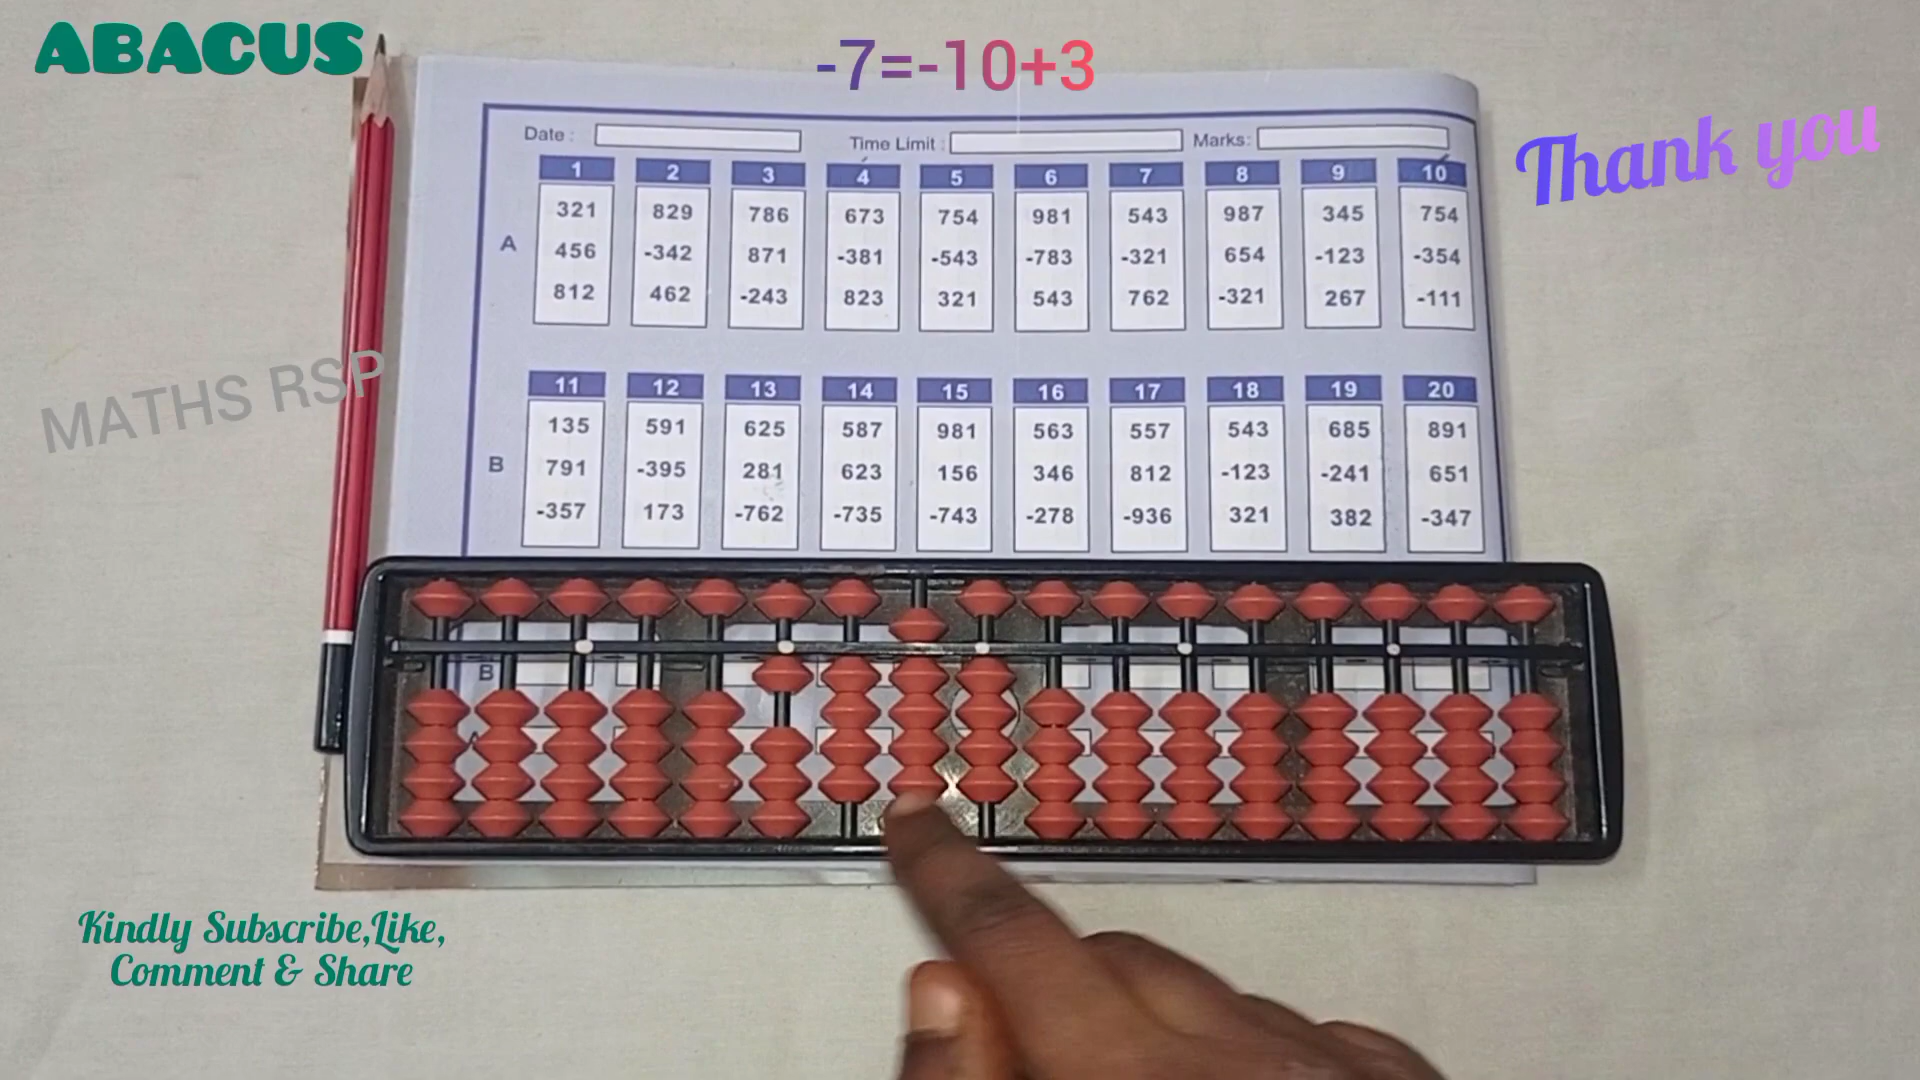 ABACUS
-7=-10+3
Thank you
Date :
Time Limit :
Marks:
1 2 3 4 5 6 7 8 9 10
A
321 829 786 673 754 981 543 987 345 754
456 -342 871 -381 -543 -783 -321 654 -123 -354
812 462 -243 823 321 543 762 -321 267 -111
MATHS RSP
11 12 13 14 15 16 17 18 19 20
B
135 591 625 587 981 563 557 543 685 891
791 -395 281 623 156 346 812 -123 -241 651
-357 173 -762 -735 -743 -278 -936 321 382 -347
B
Kindly Subscribe,Like,
Comment & Share